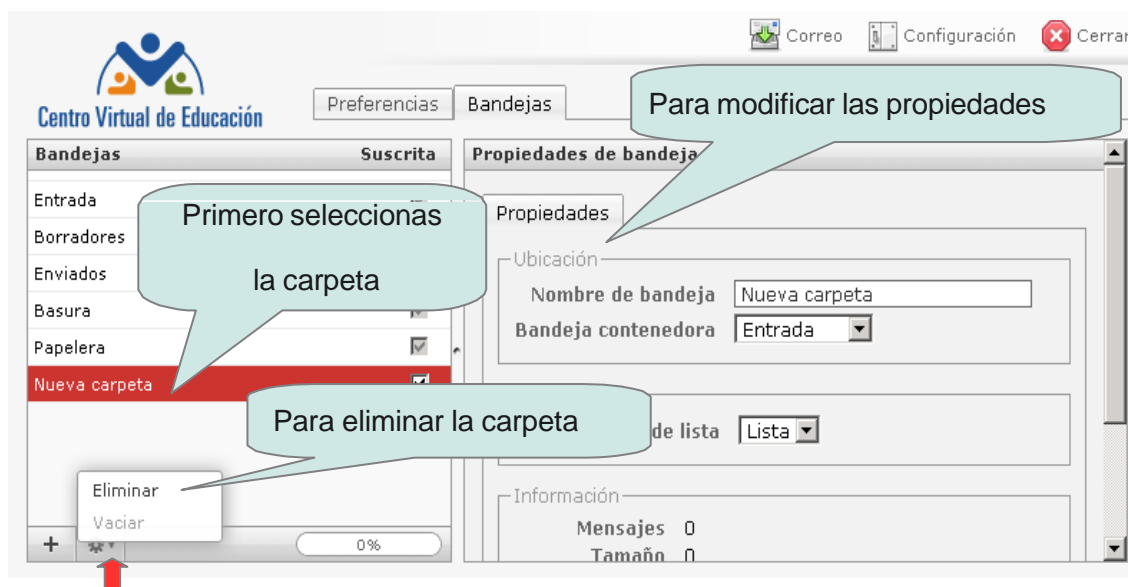 Correo
Configuración
Cerrar
Centro Virtual de Educación
Preferencias
Bandejas
Para modificar las propiedades
Bandejas
Suscrita
Propiedades de bandeja
Entrada
Borradores
Enviados
Basura
Papelera
Nueva carpeta
Primero seleccionas
la carpeta
Propiedades
Ubicación
Nombre de bandeja Nueva carpeta
Bandeja contenedora Entrada
Para eliminar la carpeta
de lista Lista
Eliminar
Vaciar
0%
Información
Mensajes 0
Tamaño 0